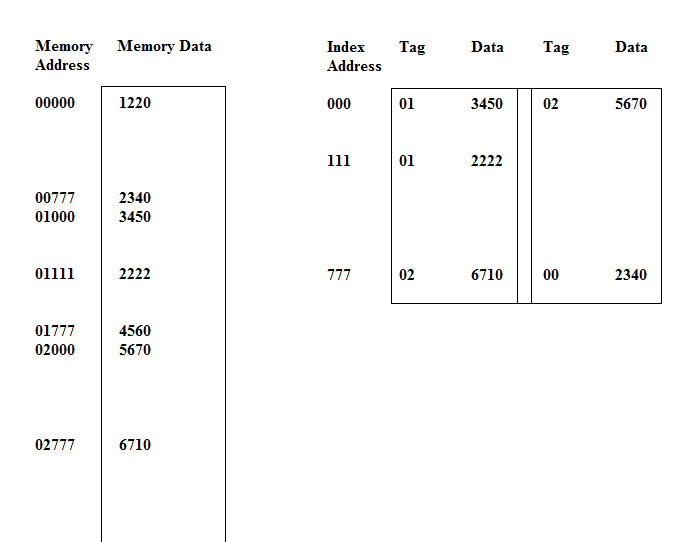 Memory Address Memory Data Index Address Tag Data Tag Data
00000 1220 000 01 3450 02 5670
111 01 2222
00777 2340
01000 3450
01111 2222 777 02 6710 00 2340
01777 4560
02000 5670
02777 6710